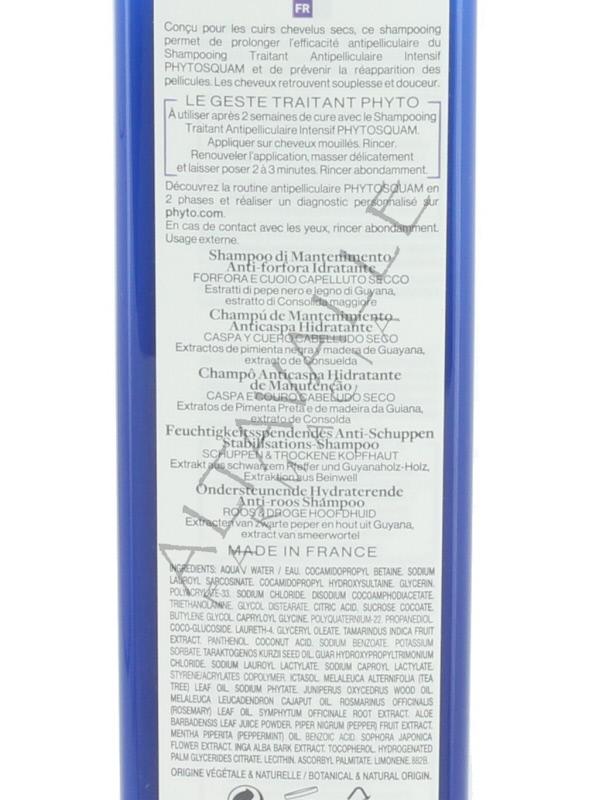 FR
Conçu pour les cuirs chevelus secs, ce shampooing
permet de prolonger l'efficacité antipelliculaire du
Shampooing Traitant Antipelliculaire Intensif
PHYTOSQUAM et de prévenir la réapparition des
pellicules. Les cheveux retrouvent souplesse et douceur.
LE GESTE TRAITANT PHYTO
À utiliser après 2 semaines de cure avec le Shampooing
Traitant Antipelliculaire Intensif PHYTOSQUAM.
Appliquer sur cheveux mouillés. Rincer.
Renouveler l'application, masser délicatement
et laisser poser 2 à 3 minutes. Rincer abondamment.
Découvrez la routine antipelliculaire PHYTOSQUAM en
2 phases et réaliser un diagnostic personnalisé sur
phyto.com.
En cas de contact avec les yeux, rincer abondamment.
Usage externe.
Shampoo di Mantenimento
Anti-forfora Idratante
FORFORA E CUOIO CAPELLUTO SECCO
Estratti di pepe nero e legno di Guyana,
estratto di Consolida maggiore
Champú de Mantenimiento
Anticaspa Hidratante
CASPA Y CUERO CABELLUDO SECO
Extractos de pimienta negra y madera de Guayana,
extracto de Consuelda
Champô Anticaspa Hidratante
de Manutenção
CASPA E COURO CABELUDO SECO
Extratos de Pimenta Preta e de madeira da Guiana,
extrato de Consolda
Feuchtigkeitsspendendes Anti-Schuppen
Stabilisations-Shampoo
SCHUPPEN & TROCKENE KOPFHAUT
Extrakt aus schwarzem Pfeffer und Guyanaholz-Holz,
Extraktion aus Beinwell
Ondersteunende Hydraterende
Anti-roos Shampoo
ROOS & DROGE HOOFDHUID
Extracten van zwarte peper en hout uit Guyana,
extract van smeerwortel
MADE IN FRANCE
INGREDIENTS: AQUA / WATER / EAU. COCAMIDOPROPYL BETAINE. SODIUM
LAUROYL SARCOSINATE. COCAMIDOPROPYL HYDROXYSULTAINE. GLYCERIN.
POLYACRYLATE-33. SODIUM CHLORIDE. DISODIUM COCOAMPHODIACETATE.
TRIETHANOLAMINE. GLYCOL DISTEARATE. CITRIC ACID. SUCROSE COCOATE.
BUTYLENE GLYCOL. CAPRYLOYL GLYCINE. POLYQUATERNIUM-22. PROPANEDIOL.
COCO-GLUCOSIDE. LAURETH-4. GLYCERYL OLEATE. TAMARINDUS INDICA FRUIT
EXTRACT. PANTHENOL. COCONUT ACID. SODIUM BENZOATE. POTASSIUM
SORBATE. TARAKTOGENOS KURZII SEED OIL. GUAR HYDROXYPROPYLTRIMONIUM
CHLORIDE. SODIUM LAUROYL LACTYLATE. SODIUM CAPROYL LACTYLATE.
STYRENE/ACRYLATES COPOLYMER. ICTASOL. MELALEUCA ALTERNIFOLIA (TEA
TREE) LEAF OIL. SODIUM PHYTATE. JUNIPERUS OXYCEDRUS WOOD OIL.
MELALEUCA LEUCADENDRON CAJAPUT OIL. ROSMARINUS OFFICINALIS
(ROSEMARY) LEAF OIL. SYMPHYTUM OFFICINALE ROOT EXTRACT. ALOE
BARBADENSIS LEAF JUICE POWDER. PIPER NIGRUM (PEPPER) FRUIT EXTRACT.
MENTHA PIPERITA (PEPPERMINT) OIL. BENZOIC ACID. SOPHORA JAPONICA
FLOWER EXTRACT. INGA ALBA BARK EXTRACT. TOCOPHEROL. HYDROGENATED
PALM GLYCERIDES CITRATE. LECITHIN. ASCORBYL PALMITATE. LIMONENE. 882B.
ORIGINE VÉGÉTALE & NATURELLE / BOTANICAL & NATURAL ORIGIN.
ALTAVALLE
FARMACIA